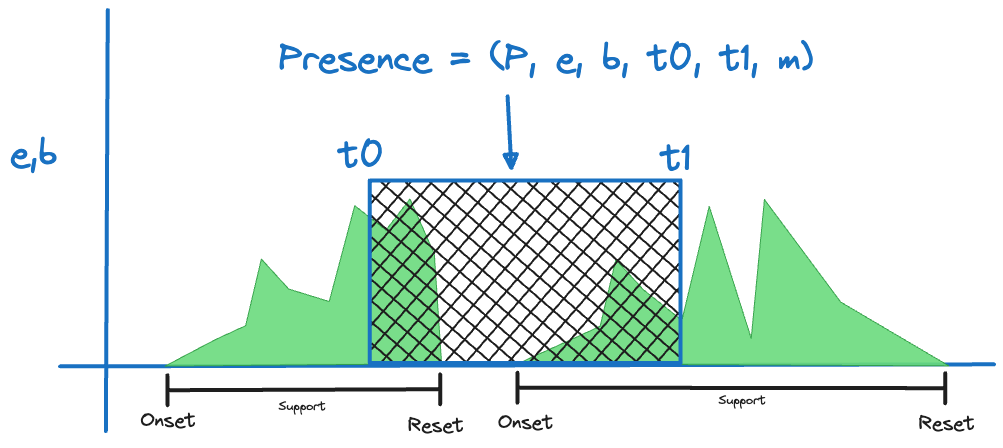 Presence = (P, e, b, t0, t1, m)
e,b
t0
t1
Support
Support
Onset
Reset
Onset
Reset